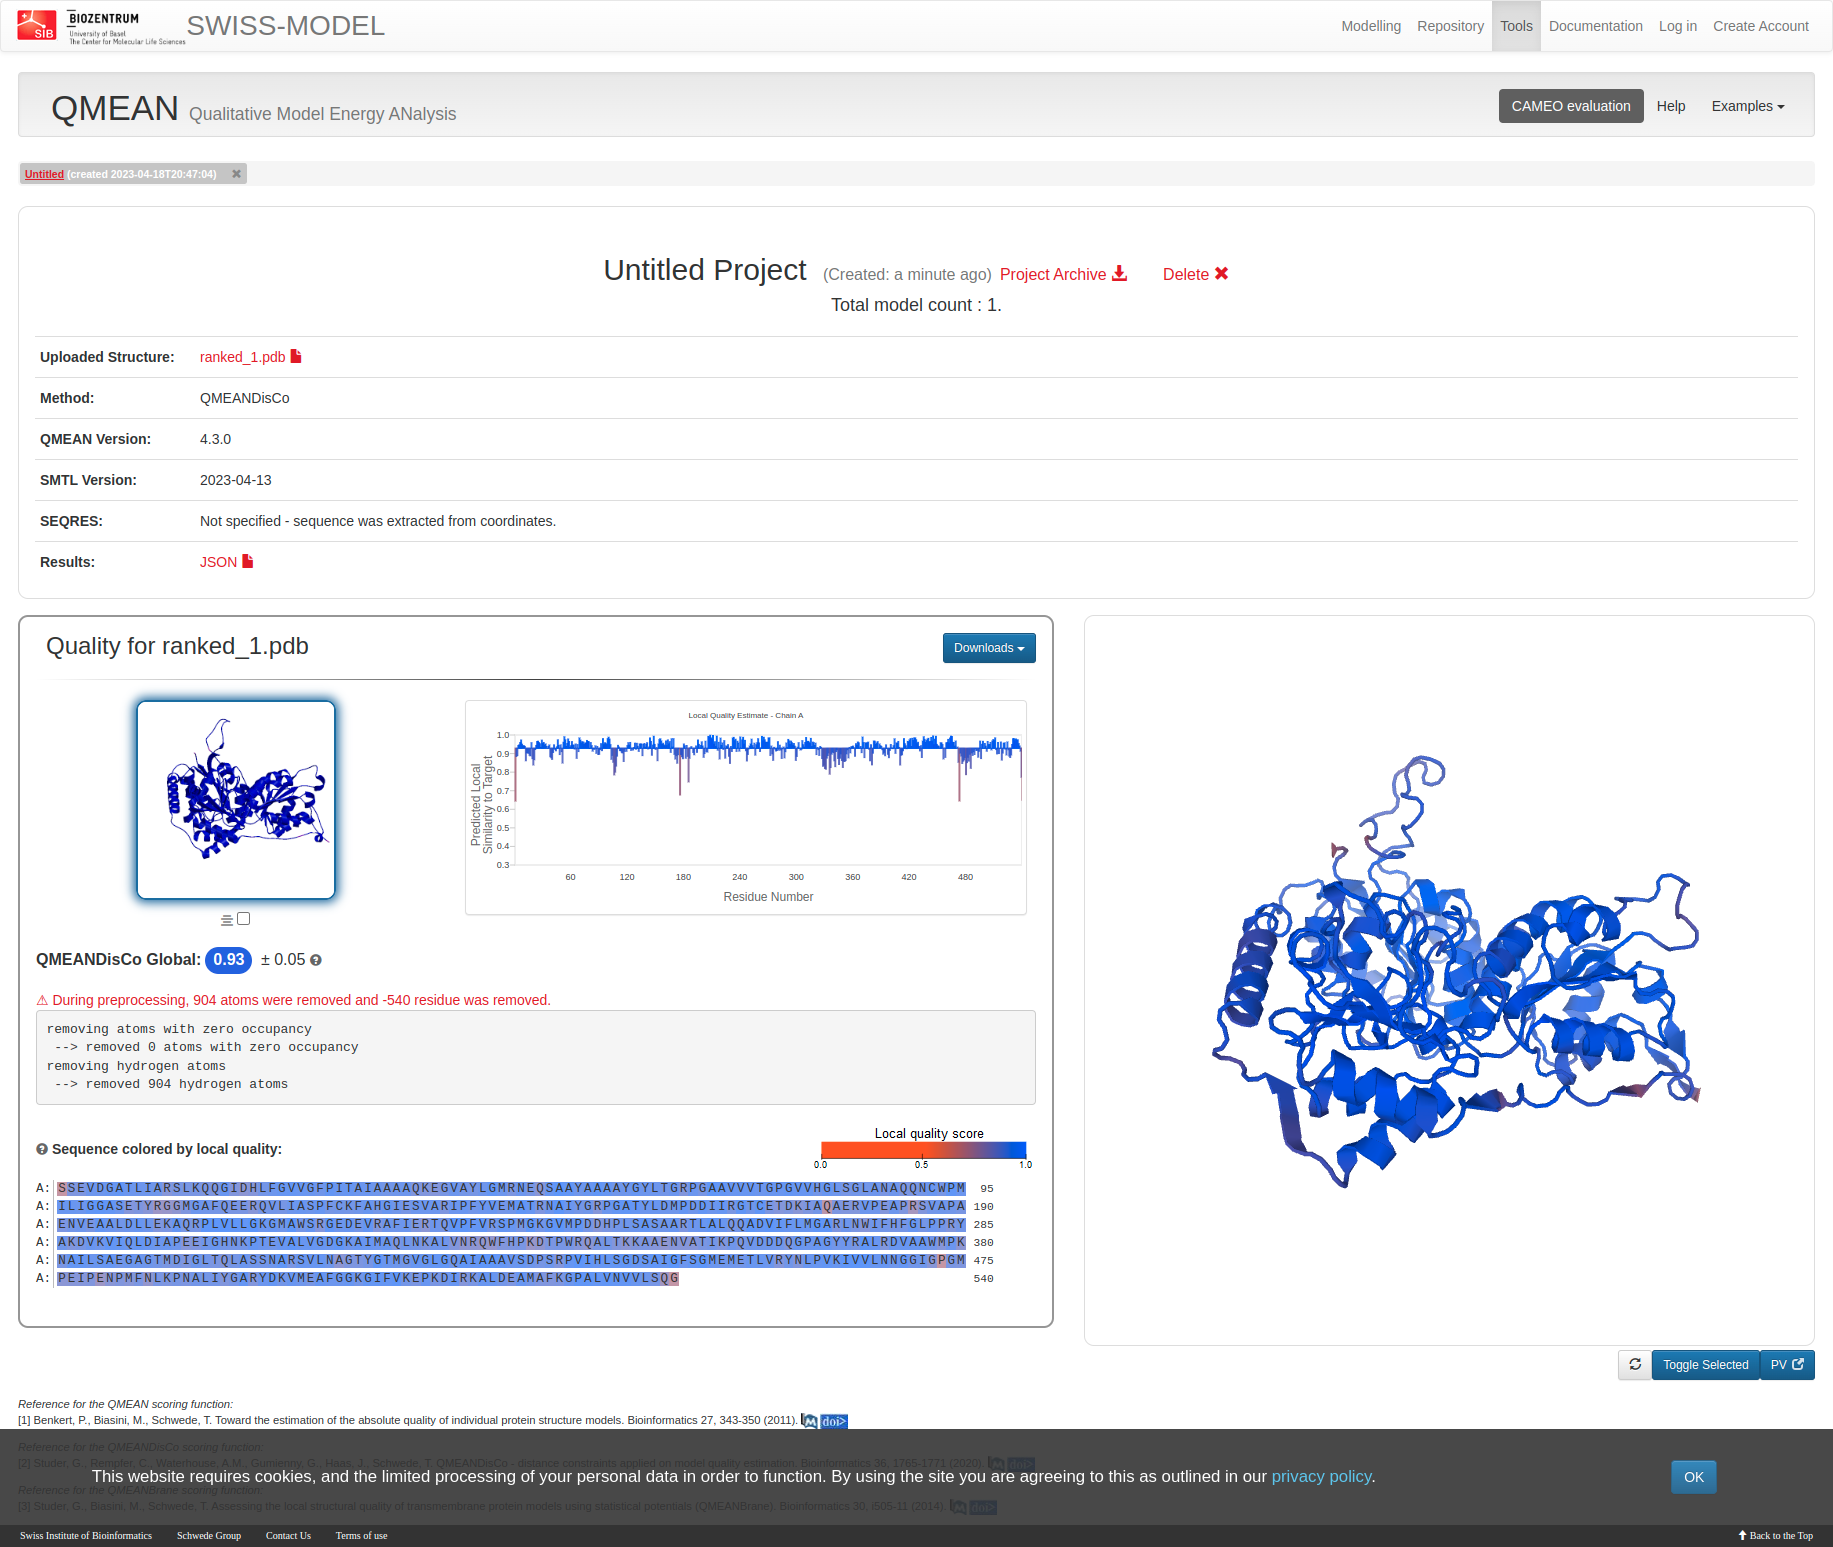 SIB
BIOZENTRUM
University of Basel
The Center for Molecular Life Sciences
SWISS-MODEL
Modelling
Repository
Tools
Documentation
Log in
Create Account
QMEAN Qualitative Model Energy ANalysis
CAMEO evaluation
Help
Examples
Untitled (created 2023-04-18T20:47:04)
Untitled Project (Created: a minute ago) Project Archive Delete
Total model count : 1.
Uploaded Structure: ranked_1.pdb
Method: QMEANDisCo
QMEAN Version: 4.3.0
SMTL Version: 2023-04-13
SEQRES: Not specified - sequence was extracted from coordinates.
Results: JSON
Quality for ranked_1.pdb
Downloads
Local Quality Estimate - Chain A
Predicted Local
Similarity to Target
1.0
0.9
0.8
0.7
0.6
0.5
0.4
0.3
60 120 180 240 300 360 420 480
Residue Number
QMEANDisCo Global: 0.93 ± 0.05
⚠ During preprocessing, 904 atoms were removed and -540 residue was removed.
removing atoms with zero occupancy
--> removed 0 atoms with zero occupancy
removing hydrogen atoms
--> removed 904 hydrogen atoms
Sequence colored by local quality:
Local quality score
0.0 0.5 1.0
A: SSEVDGATLIARSLKQQGIDHLFGVVGFPITAIAAAAQKEGVAYLGMRNEQSAAYAAAAYGYLTGRPGAAVVVTGPGVVHGLSGLANAQQNCWPM 95
A: ILIGGASETYRGGMGAFQEERQVLIASPFCKFAHGIESVARIPFYVEMATRNAIYGRPGATYLDMPDDIIRGTCETDKIAQAERVPEAPRSVAPA 190
A: ENVEAALDLLEKAQRPLVLLGKGMAWSRGEDEVRAFIERTQVPFVRSPMGKGVMPDDHPLSASAARTLALQQADVIFLMGARLNWIFHFGLPPRY 285
A: AKDVKVIQLDIAPEEIGHNKPTEVALVGDGKAIMAQLNKALVNRQWFHPKDTPWRQALTKKAAENVATIKPQVDDDQGPAGYYRALRDVAAWMPK 380
A: NAILSAEGAGTMDIGLTQLASSNARSVLNAGTYGTMGVGLGQAIAAAVSDPSRPVIHLSGDSAIGFSGMEMETLVRYNLPVKIVVLNNGGIGPGM 475
A: PEIPENPMFNLKPNALIYGARYDKVMEAFGGKGIFVKEPKDIRKALDEAMAFKGPALVNVVLSQG 540
Toggle Selected
PV
Reference for the QMEAN scoring function:
[1] Benkert, P., Biasini, M., Schwede, T. Toward the estimation of the absolute quality of individual protein structure models. Bioinformatics 27, 343-350 (2011). doi>
Reference for the QMEANDisCo scoring function:
[2] Studer, G., Rempfer, C., Waterhouse, A.M., Gumienny, G., Haas, J., Schwede, T. QMEANDisCo - distance constraints applied on model quality estimation. Bioinformatics 36, 1765-1771 (2020). doi>
This website requires cookies, and the limited processing of your personal data in order to function. By using the site you are agreeing to this as outlined in our privacy policy.
OK
Reference for the QMEANBrane scoring function:
[3] Studer, G., Biasini, M., Schwede, T. Assessing the local structural quality of transmembrane protein models using statistical potentials (QMEANBrane). Bioinformatics 30, i505-11 (2014). doi>
Swiss Institute of Bioinformatics
Schwede Group
Contact Us
Terms of use
Back to the Top